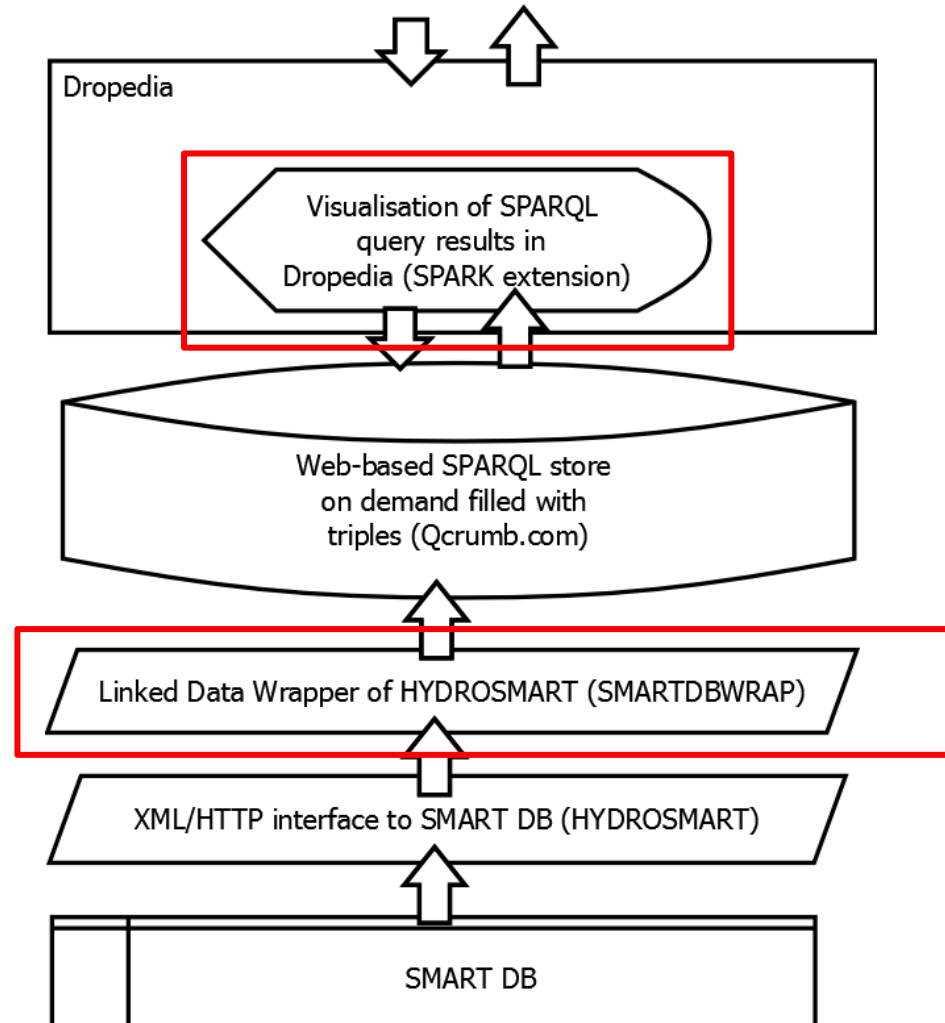 Dropedia
Visualisation of SPARQL
query results in
Dropedia (SPARK extension)
Web-based SPARQL store
on demand filled with
triples (Qcrumb.com)
Linked Data Wrapper of HYDROSMART (SMARTDBWRAP)
XML/HTTP interface to SMART DB (HYDROSMART)
SMART DB